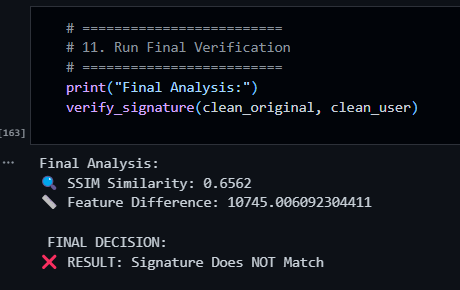 # =========================
# 11. Run Final Verification
# =========================
print("Final Analysis:")
verify_signature(clean_original, clean_user)
[163]
... Final Analysis:
🔍 SSIM Similarity: 0.6562
📏 Feature Difference: 10745.006092304411
FINAL DECISION:
❌ RESULT: Signature Does NOT Match